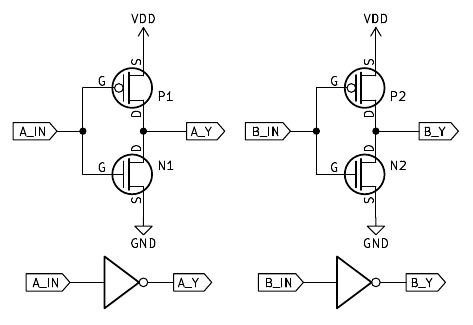 VDD VDD
S S
G G
P1 P2
D D
A_IN A_Y B_IN B_Y
D D
N1 N2
G G
S S
GND GND
A_IN A_Y B_IN B_Y